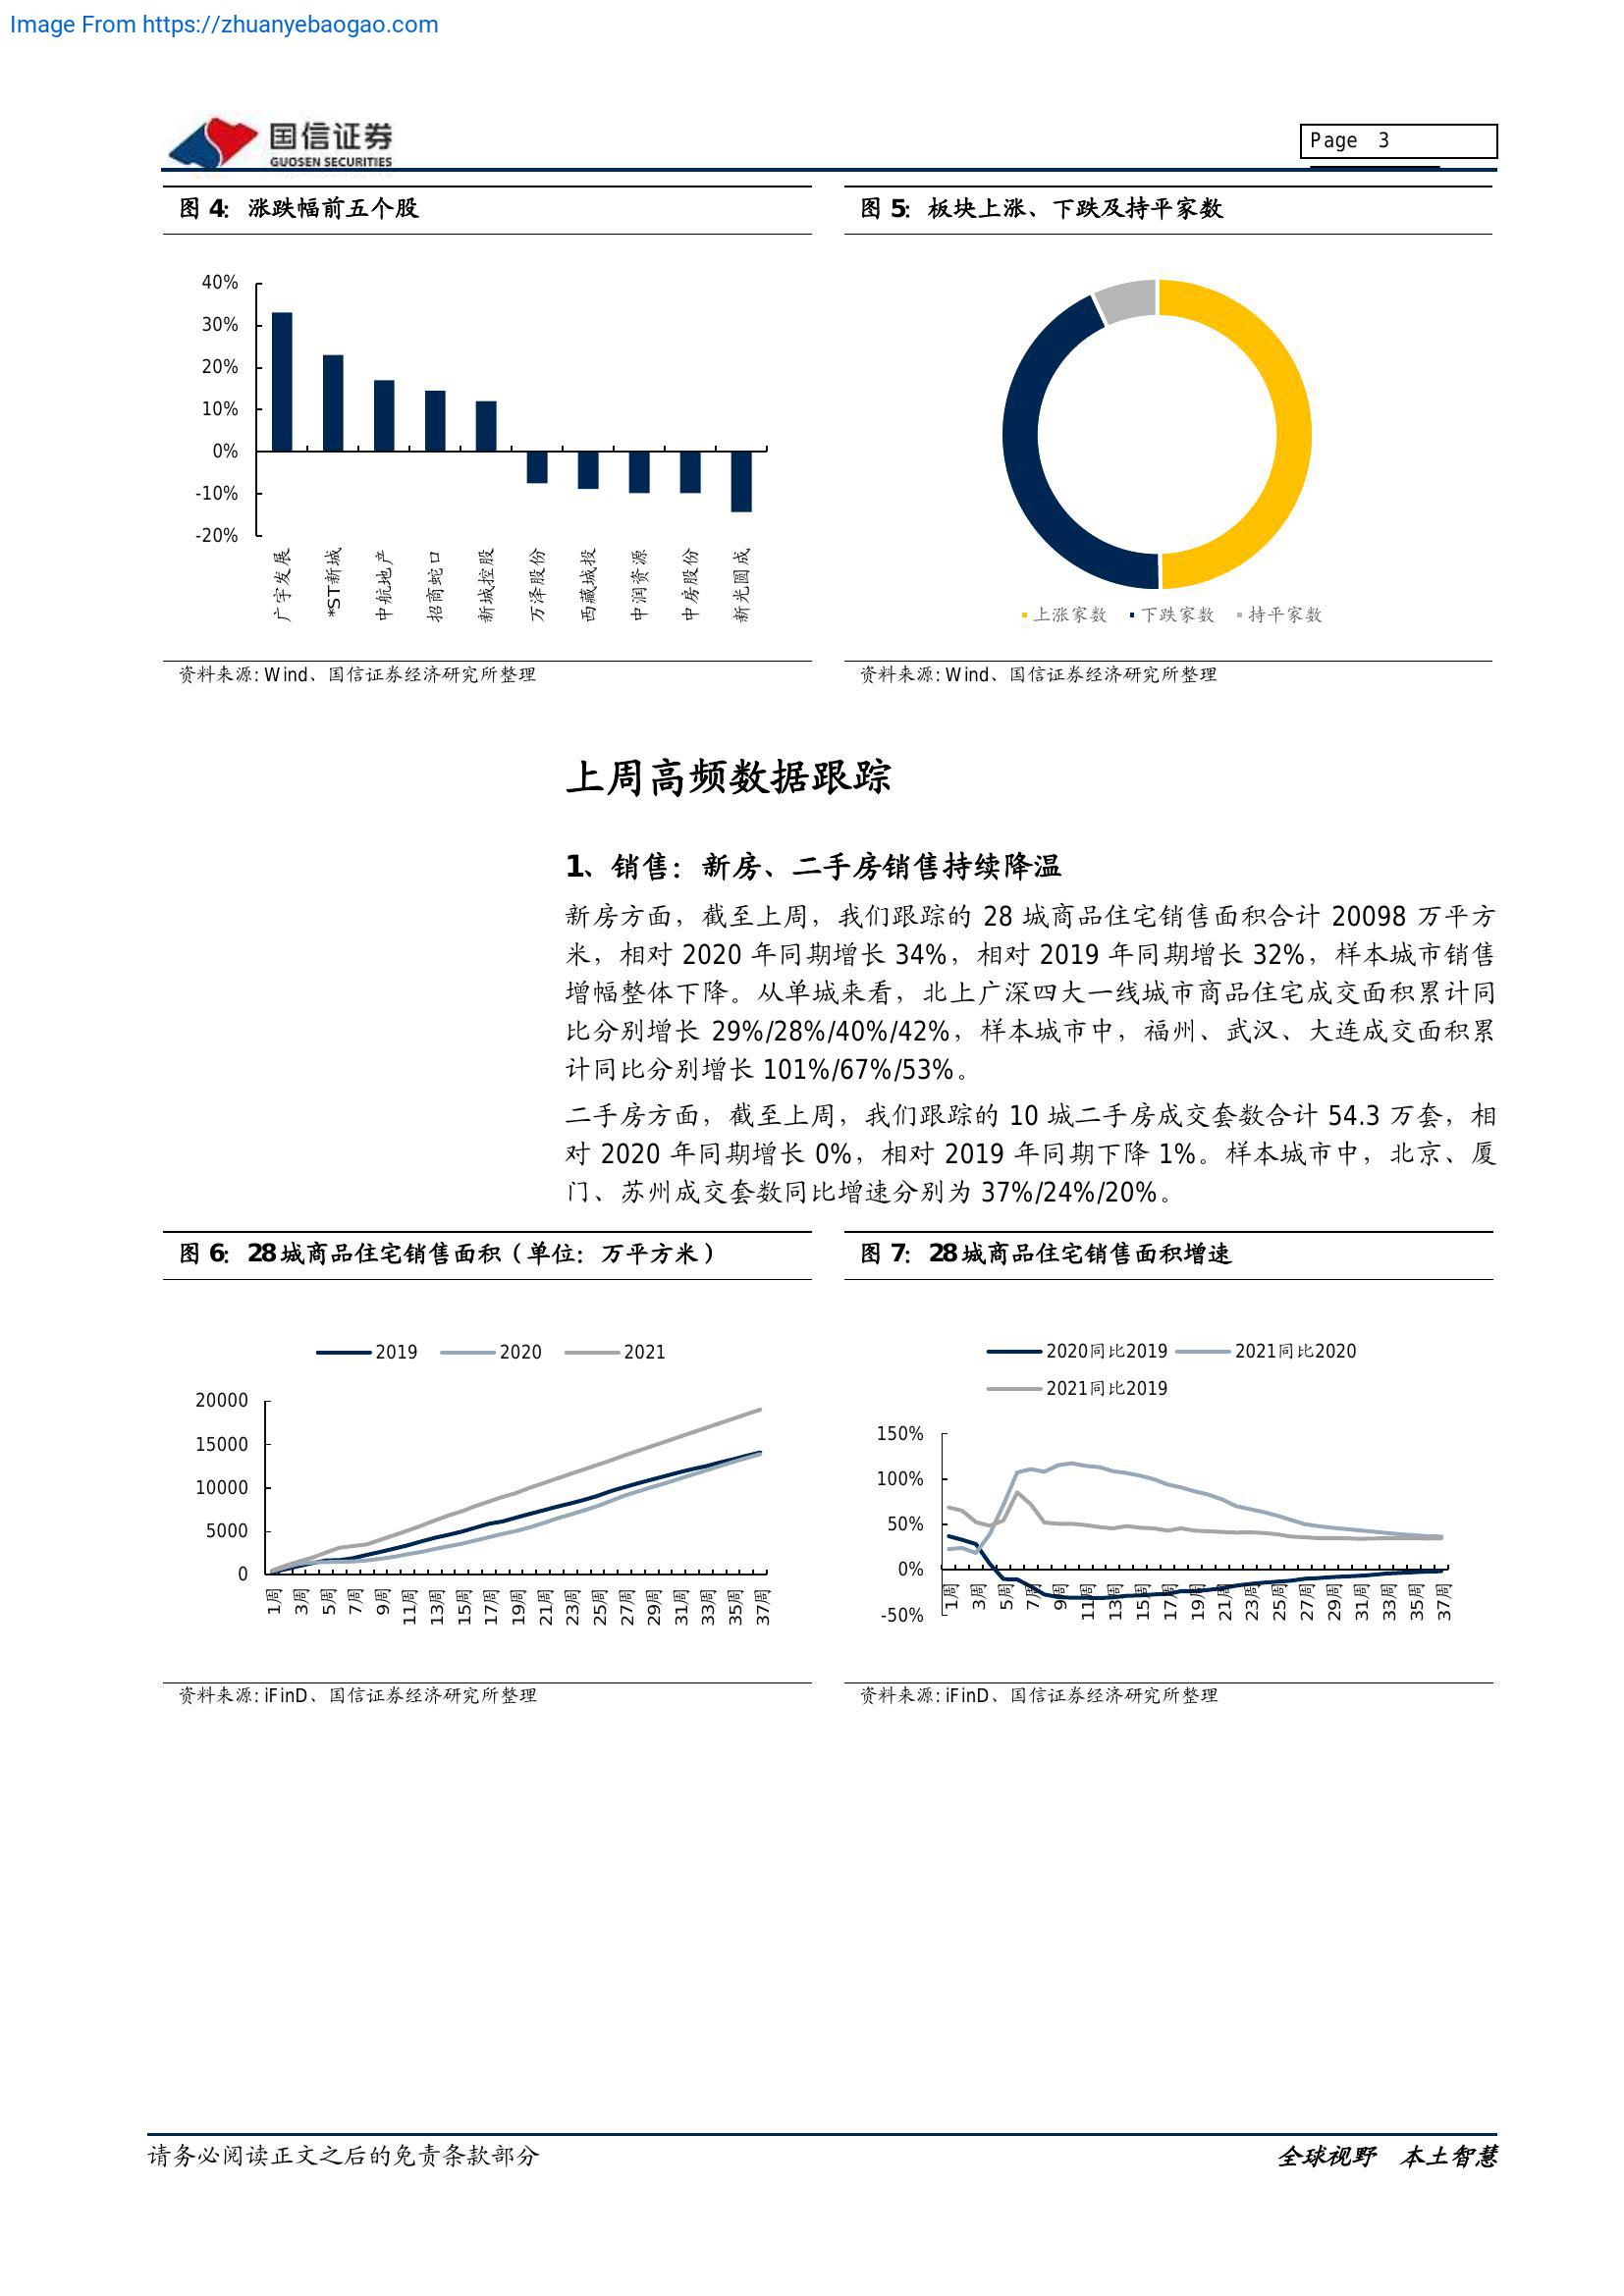 Image From https://zhuanyebaogao.com
国信证券
GUOSEN SECURITIES
Page 3
图 4：涨跌幅前五个股
40%
30%
20%
10%
0%
-10%
-20%
广宇发展
*ST新城
中航地产
招商蛇口
新城控股
万泽股份
西藏城投
中润资源
中房股份
新光圆成
资料来源: Wind、国信证券经济研究所整理
图 5：板块上涨、下跌及持平家数
上涨家数 下跌家数 持平家数
资料来源: Wind、国信证券经济研究所整理
上周高频数据跟踪
1、销售：新房、二手房销售持续降温
新房方面，截至上周，我们跟踪的 28 城商品住宅销售面积合计 20098 万平方
米，相对 2020 年同期增长 34%，相对 2019 年同期增长 32%，样本城市销售
增幅整体下降。从单城来看，北上广深四大一线城市商品住宅成交面积累计同
比分别增长 29%/28%/40%/42%，样本城市中，福州、武汉、大连成交面积累
计同比分别增长 101%/67%/53%。
二手房方面，截至上周，我们跟踪的 10 城二手房成交套数合计 54.3 万套，相
对 2020 年同期增长 0%，相对 2019 年同期下降 1%。样本城市中，北京、厦
门、苏州成交套数同比增速分别为 37%/24%/20%。
图 6：28城商品住宅销售面积（单位：万平方米）
2019 2020 2021
20000
15000
10000
5000
0
1周 3周 5周 7周 9周 11周 13周 15周 17周 19周 21周 23周 25周 27周 29周 31周 33周 35周 37周
资料来源: iFinD、国信证券经济研究所整理
图 7：28城商品住宅销售面积增速
2020同比2019 2021同比2020
2021同比2019
150%
100%
50%
0%
-50%
1周 3周 5周 7周 9周 11周 13周 15周 17周 19周 21周 23周 25周 27周 29周 31周 33周 35周 37周
资料来源: iFinD、国信证券经济研究所整理
请务必阅读正文之后的免责条款部分
全球视野 本土智慧